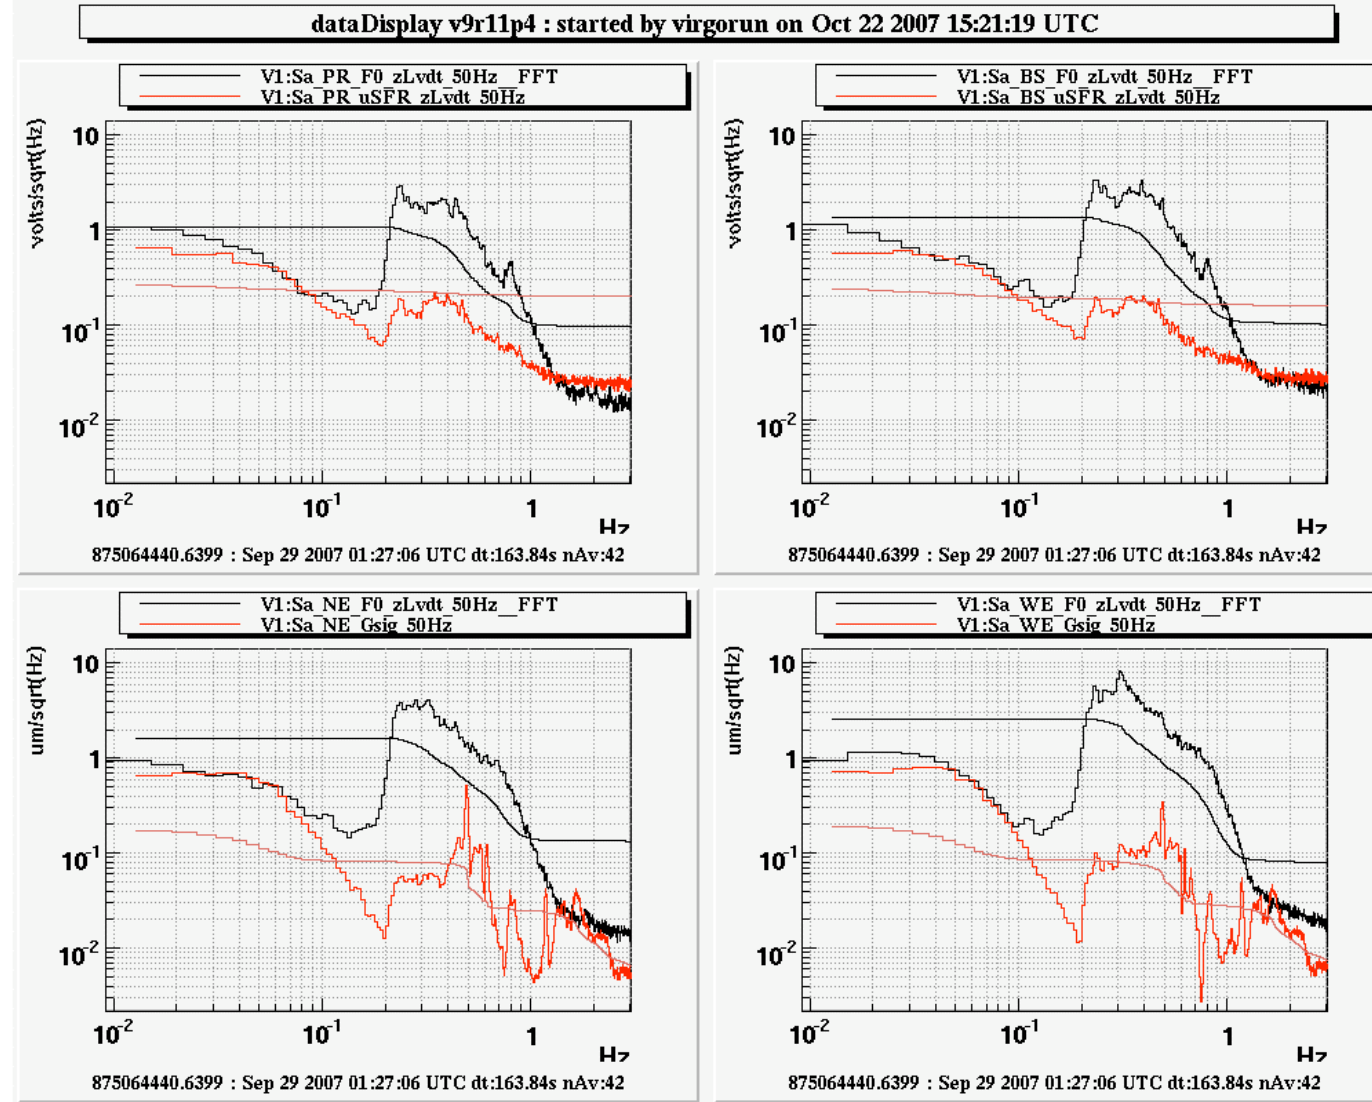 dataDisplay v9r11p4 : started by virgorun on Oct 22 2007 15:21:19 UTC
V1:Sa_PR_F0_zLvdt_50Hz__FFT
V1:Sa_PR_uSFR_zLvdt_50Hz
volts/sqrt(Hz)
10
1
10-1
10-2
10-2
10-1
1
Hz
875064440.6399 : Sep 29 2007 01:27:06 UTC dt:163.84s nAv:42
V1:Sa_BS_F0_zLvdt_50Hz__FFT
V1:Sa_BS_uSFR_zLvdt_50Hz
volts/sqrt(Hz)
10
1
10-1
10-2
10-2
10-1
1
Hz
875064440.6399 : Sep 29 2007 01:27:06 UTC dt:163.84s nAv:42
V1:Sa_NE_F0_zLvdt_50Hz__FFT
V1:Sa_NE_Gsig_50Hz
um/sqrt(Hz)
10
1
10-1
10-2
10-2
10-1
1
Hz
875064440.6399 : Sep 29 2007 01:27:06 UTC dt:163.84s nAv:42
V1:Sa_WE_F0_zLvdt_50Hz__FFT
V1:Sa_WE_Gsig_50Hz
um/sqrt(Hz)
10
1
10-1
10-2
10-2
10-1
1
Hz
875064440.6399 : Sep 29 2007 01:27:06 UTC dt:163.84s nAv:42